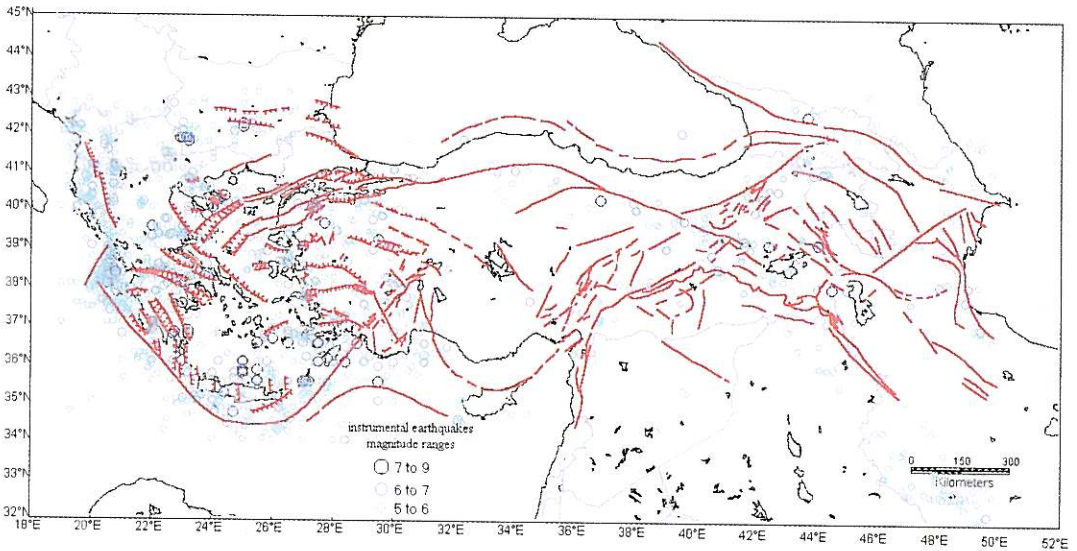 45°N
44°N
43°N
42°N
41°N
40°N
39°N
38°N
37°N
36°N
35°N
34°N
33°N
32°N
instrumental earthquakes
magnitude ranges
7 to 9
6 to 7
5 to 6
0 150 300
Kilometers
18°E 20°E 22°E 24°E 26°E 28°E 30°E 32°E 34°E 36°E 38°E 40°E 42°E 44°E 46°E 48°E 50°E 52°E